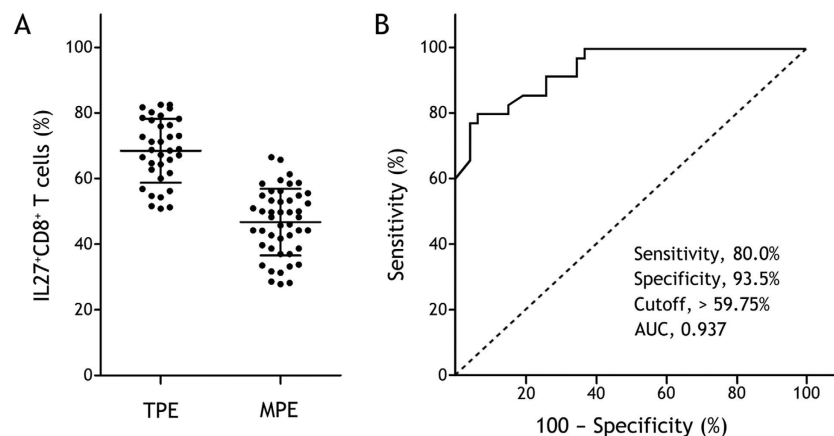 A
IL27⁺CD8⁺ T cells (%)
100
80
60
40
20
0
TPE
MPE
B
Sensitivity (%)
100
80
60
40
20
0
Sensitivity, 80.0%
Specificity, 93.5%
Cutoff, > 59.75%
AUC, 0.937
20
40
60
80
100
100 – Specificity (%)